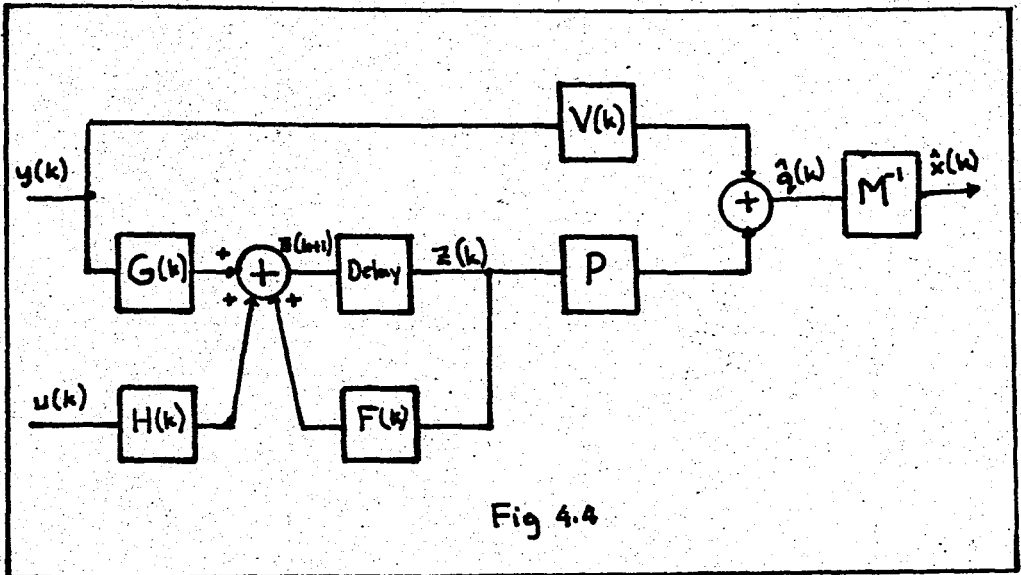 V(k)
y(k)
q̂(k)
M⁻¹
x̂(k)
+
G(k)
+
+
z(k+1)
Delay
z(k)
P
+
+
u(k)
H(k)
F(k)
Fig 4.4